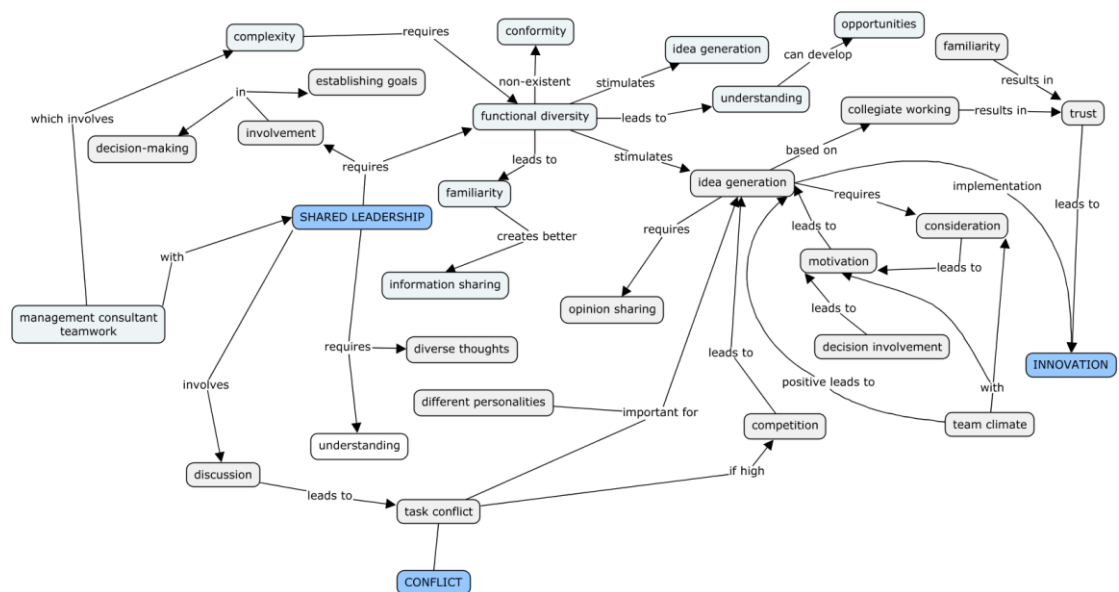 opportunities
complexity
requires
conformity
idea generation
can develop
familiarity
establishing goals
non-existent
stimulates
results in
in
understanding
which involves
involvement
functional diversity
leads to
collegiate working
results in
trust
decision-making
requires
leads to
stimulates
based on
idea generation
implementation
familiarity
requires
leads to
SHARED LEADERSHIP
consideration
with
creates better
requires
leads to
motivation
leads to
information sharing
opinion sharing
management consultant
teamwork
leads to
requires
diverse thoughts
leads to
decision involvement
INNOVATION
involves
positive leads to
with
different personalities
important for
competition
team climate
understanding
discussion
if high
leads to
task conflict
CONFLICT